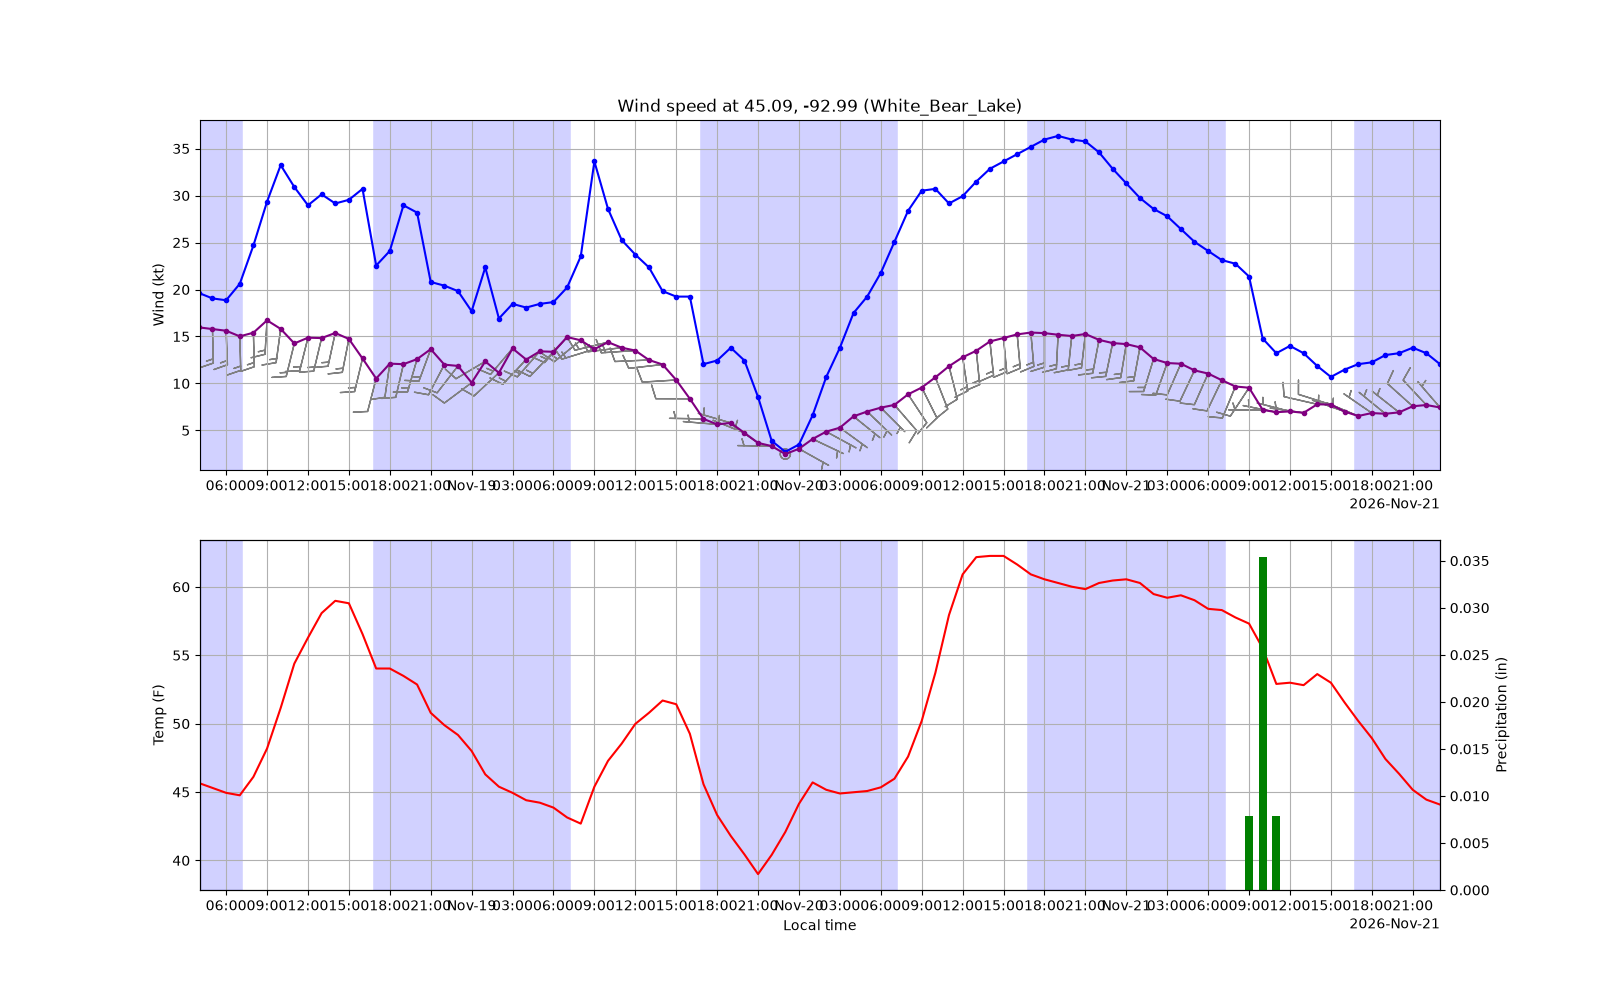 Wind speed at 45.09, -92.99 (White_Bear_Lake)
35
30
25
20
15
10
5
Wind (kt)
06:00 09:00 12:00 15:00 18:00 21:00 Nov-19 03:00 06:00 09:00 12:00 15:00 18:00 21:00 Nov-20 03:00 06:00 09:00 12:00 15:00 18:00 21:00 Nov-21 03:00 06:00 09:00 12:00 15:00 18:00 21:00
2026-Nov-21
60
55
50
45
40
Temp (F)
0.035
0.030
0.025
0.020
0.015
0.010
0.005
0.000
Precipitation (in)
06:00 09:00 12:00 15:00 18:00 21:00 Nov-19 03:00 06:00 09:00 12:00 15:00 18:00 21:00 Nov-20 03:00 06:00 09:00 12:00 15:00 18:00 21:00 Nov-21 03:00 06:00 09:00 12:00 15:00 18:00 21:00
Local time
2026-Nov-21